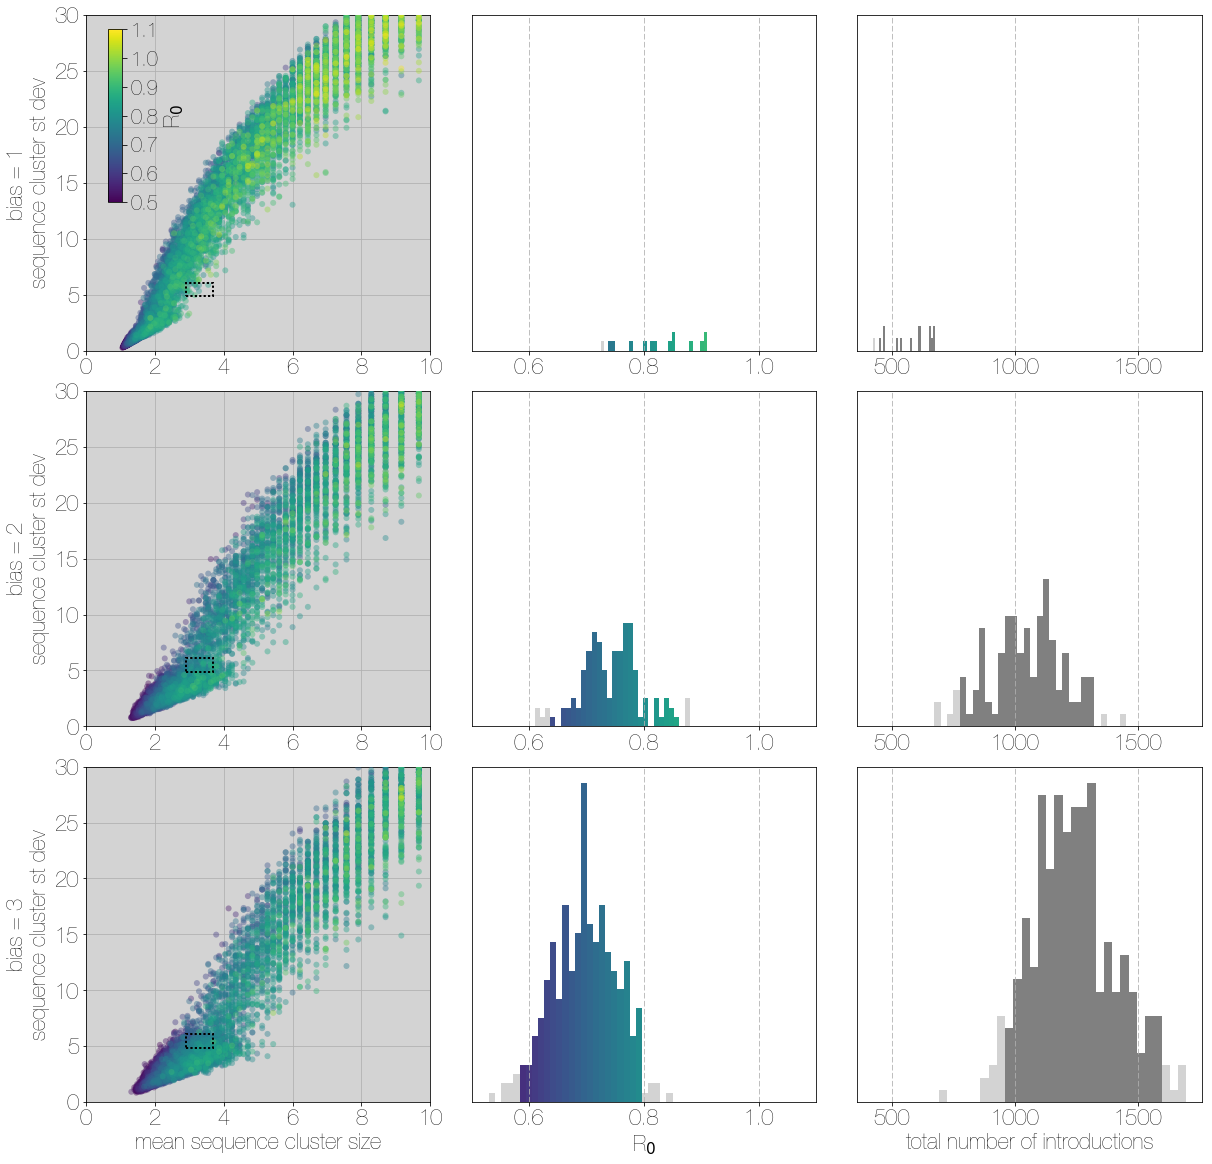 30
25
20
15
10
5
0
bias = 1
sequence cluster st dev
1.1
1.0
0.9
0.8
0.7
0.6
0.5
R0
0 2 4 6 8 10
0.6 0.8 1.0
500 1000 1500
30
25
20
15
10
5
0
bias = 2
sequence cluster st dev
0 2 4 6 8 10
0.6 0.8 1.0
500 1000 1500
30
25
20
15
10
5
0
bias = 3
sequence cluster st dev
0 2 4 6 8 10
0.6 0.8 1.0
500 1000 1500
mean sequence cluster size
R0
total number of introductions